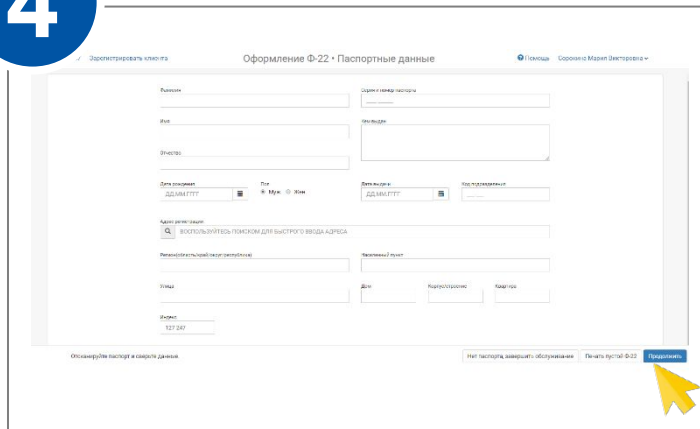 4
Зарегистрировать клиента
Оформление Ф-22 • Паспортные данные
Помощь Сорокина Мария Викторовна
Фамилия Серия и номер паспорта
Имя Кем выдан
Отчество
Дата рождения Пол Дата выдачи Код подразделения
ДД.ММ.ГГГГ Муж Жен ДД.ММ.ГГГГ
Адрес регистрации
ВОСПОЛЬЗУЙТЕСЬ ПОИСКОМ ДЛЯ БЫСТРОГО ВВОДА АДРЕСА
Регион(область/край/округ/республика) Населенный пункт
Улица Дом Корпус/строение Квартира
Индекс
127 247
Отсканируйте паспорт и сверьте данные Нет паспорта, завершить обслуживание Печать пустой Ф-22 Продолжить